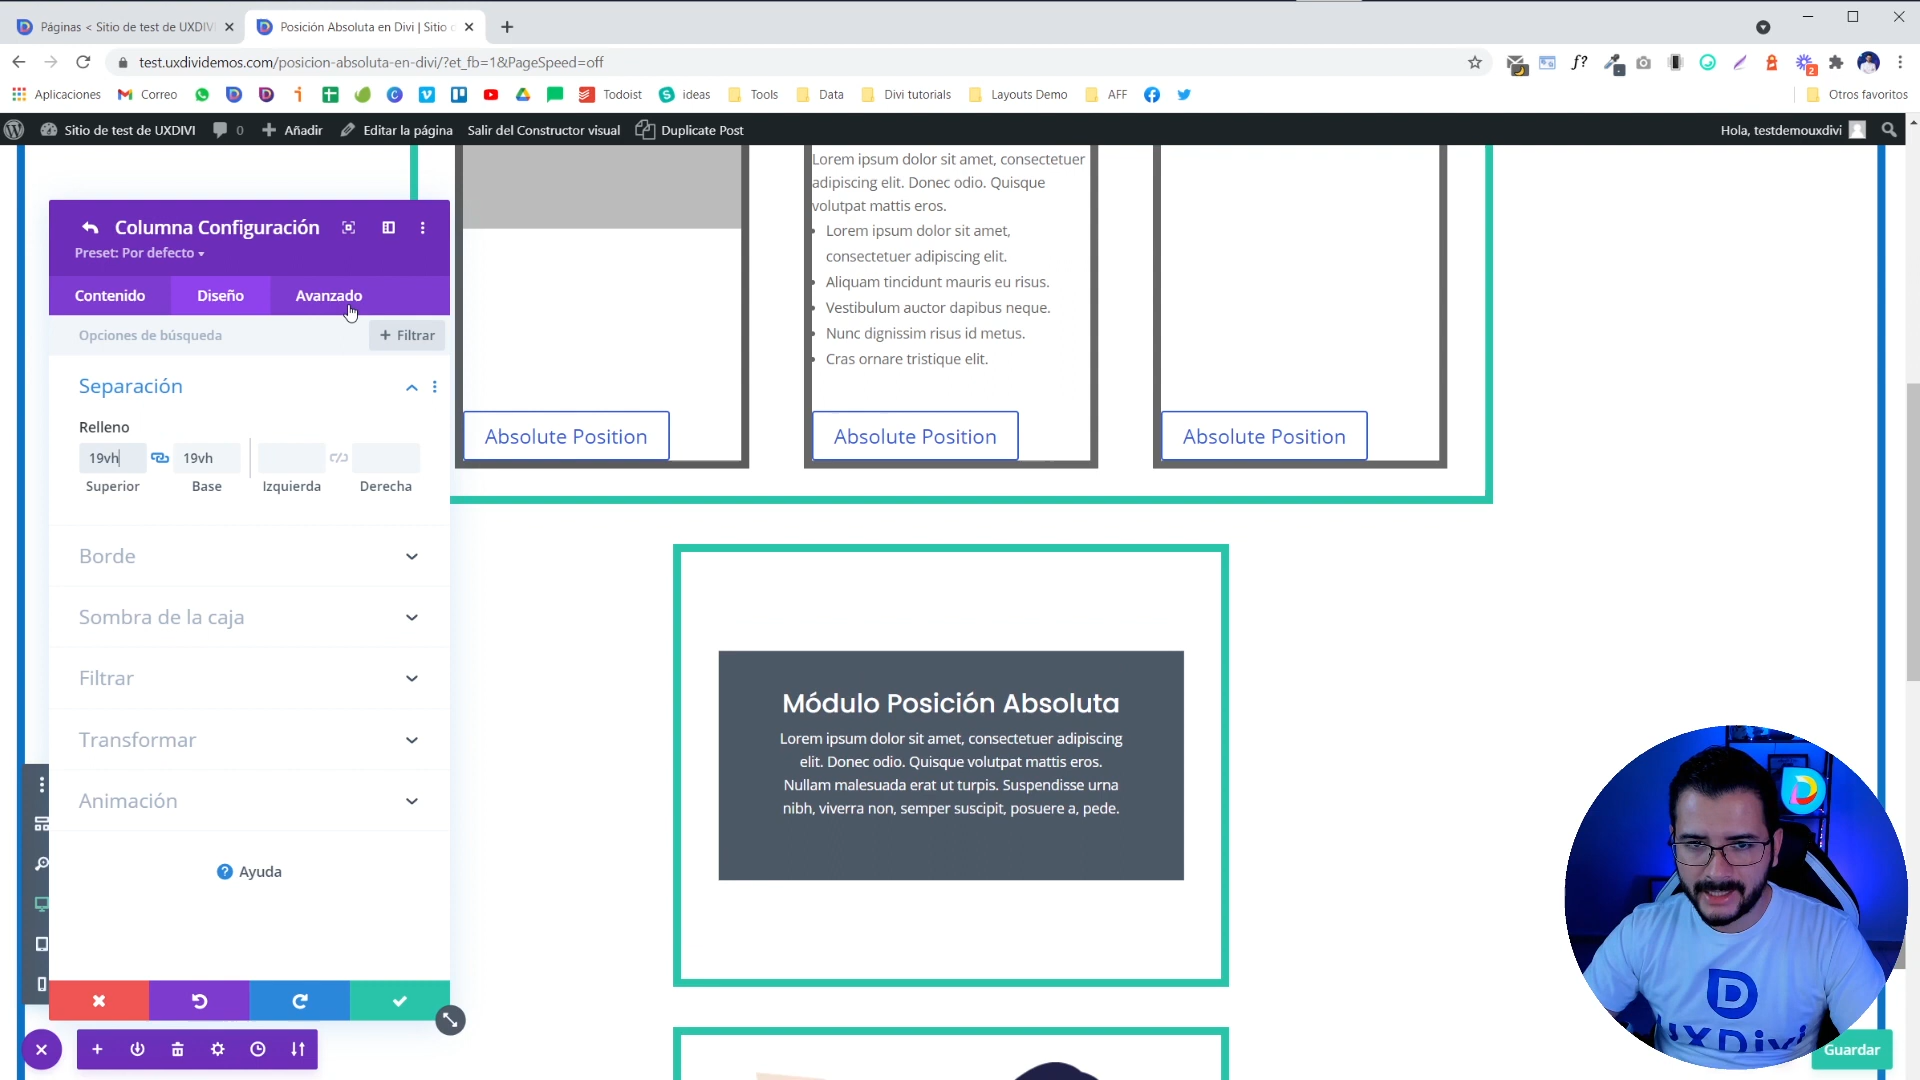 Páginas < Sitio de test de UXDIVI
Posición Absoluta en Divi | Sitio
test.uxdividemos.com/posicion-absoluta-en-divi/?et_fb=1&PageSpeed=off
f?
2
Aplicaciones
Correo
Todoist
ideas
Tools
Data
Divi tutorials
Layouts Demo
AFF
Otros favoritos
Sitio de test de UXDIVI
0
Añadir
Editar la página
Salir del Constructor visual
Duplicate Post
Hola, testdemouxdivi
Columna Configuración
Preset: Por defecto
Contenido
Diseño
Avanzado
Opciones de búsqueda
+ Filtrar
Separación
Relleno
19vh
19vh
Superior
Base
Izquierda
Derecha
Borde
Sombra de la caja
Filtrar
Transformar
Animación
Ayuda
Lorem ipsum dolor sit amet, consectetuer
adipiscing elit. Donec odio. Quisque
volutpat mattis eros.
Lorem ipsum dolor sit amet,
consectetuer adipiscing elit.
Aliquam tincidunt mauris eu risus.
Vestibulum auctor dapibus neque.
Nunc dignissim risus id metus.
Cras ornare tristique elit.
Absolute Position
Absolute Position
Absolute Position
Módulo Posición Absoluta
Lorem ipsum dolor sit amet, consectetuer adipiscing
elit. Donec odio. Quisque volutpat mattis eros.
Nullam malesuada erat ut turpis. Suspendisse urna
nibh, viverra non, semper suscipit, posuere a, pede.
UXDivi
Guardar